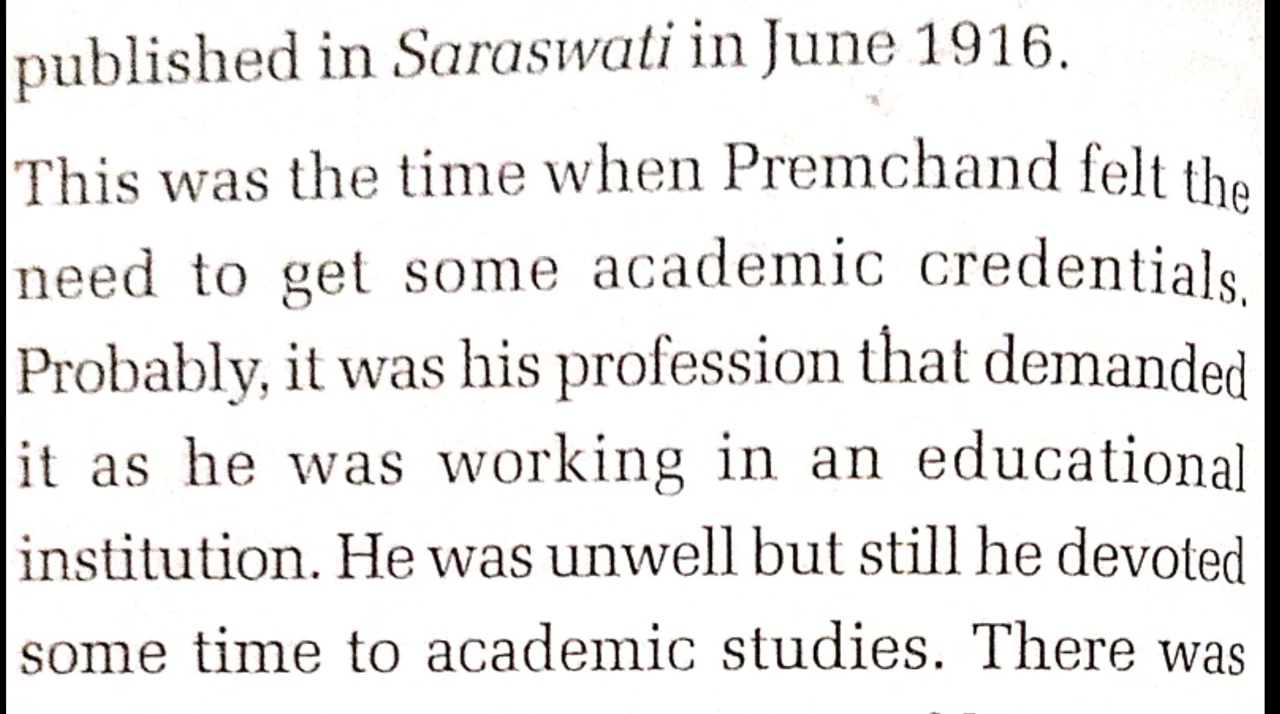 published in Saraswati in June 1916.
This was the time when Premchand felt the
need to get some academic credentials.
Probably, it was his profession that demanded
it as he was working in an educational
institution. He was unwell but still he devoted
some time to academic studies. There was